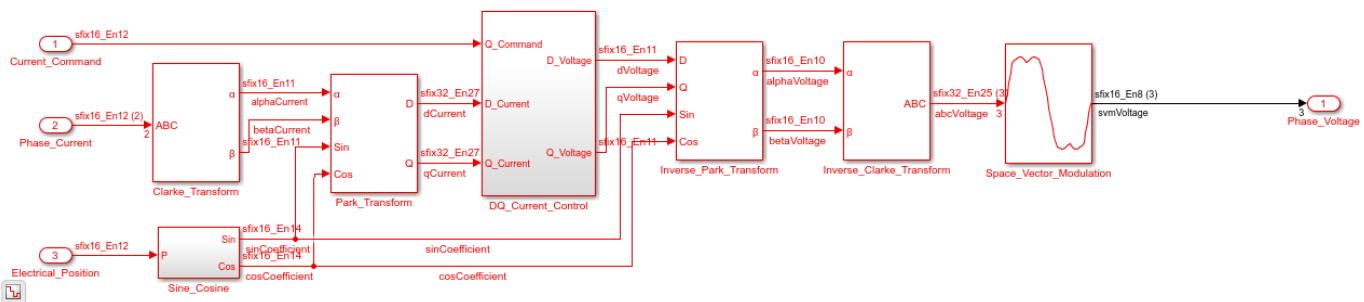 1
Current_Command
sfix16_En12
2
Phase_Current
sfix16_En12 (2)
2
ABC
α
β
Clarke_Transform
sfix16_En11
alphaCurrent
betaCurrent
sfix16_En11
3
Electrical_Position
sfix16_En12
P
Sin
Cos
Sine_Cosine
sfix16_En14
sinCoefficient
sfix16_En14
cosCoefficient
α
β
Sin
Cos
D
Q
Park_Transform
sfix32_En27
dCurrent
sfix32_En27
qCurrent
sinCoefficient
cosCoefficient
Q_Command
D_Current
Q_Current
D_Voltage
Q_Voltage
DQ_Current_Control
sfix16_En11
dVoltage
qVoltage
sfix16_En11
D
Q
Sin
Cos
α
β
Inverse_Park_Transform
sfix16_En10
alphaVoltage
sfix16_En10
betaVoltage
α
β
ABC
Inverse_Clarke_Transform
sfix32_En25 (3)
abcVoltage
3
Space_Vector_Modulation
sfix16_En8 (3)
svmVoltage
3
1
Phase_Voltage